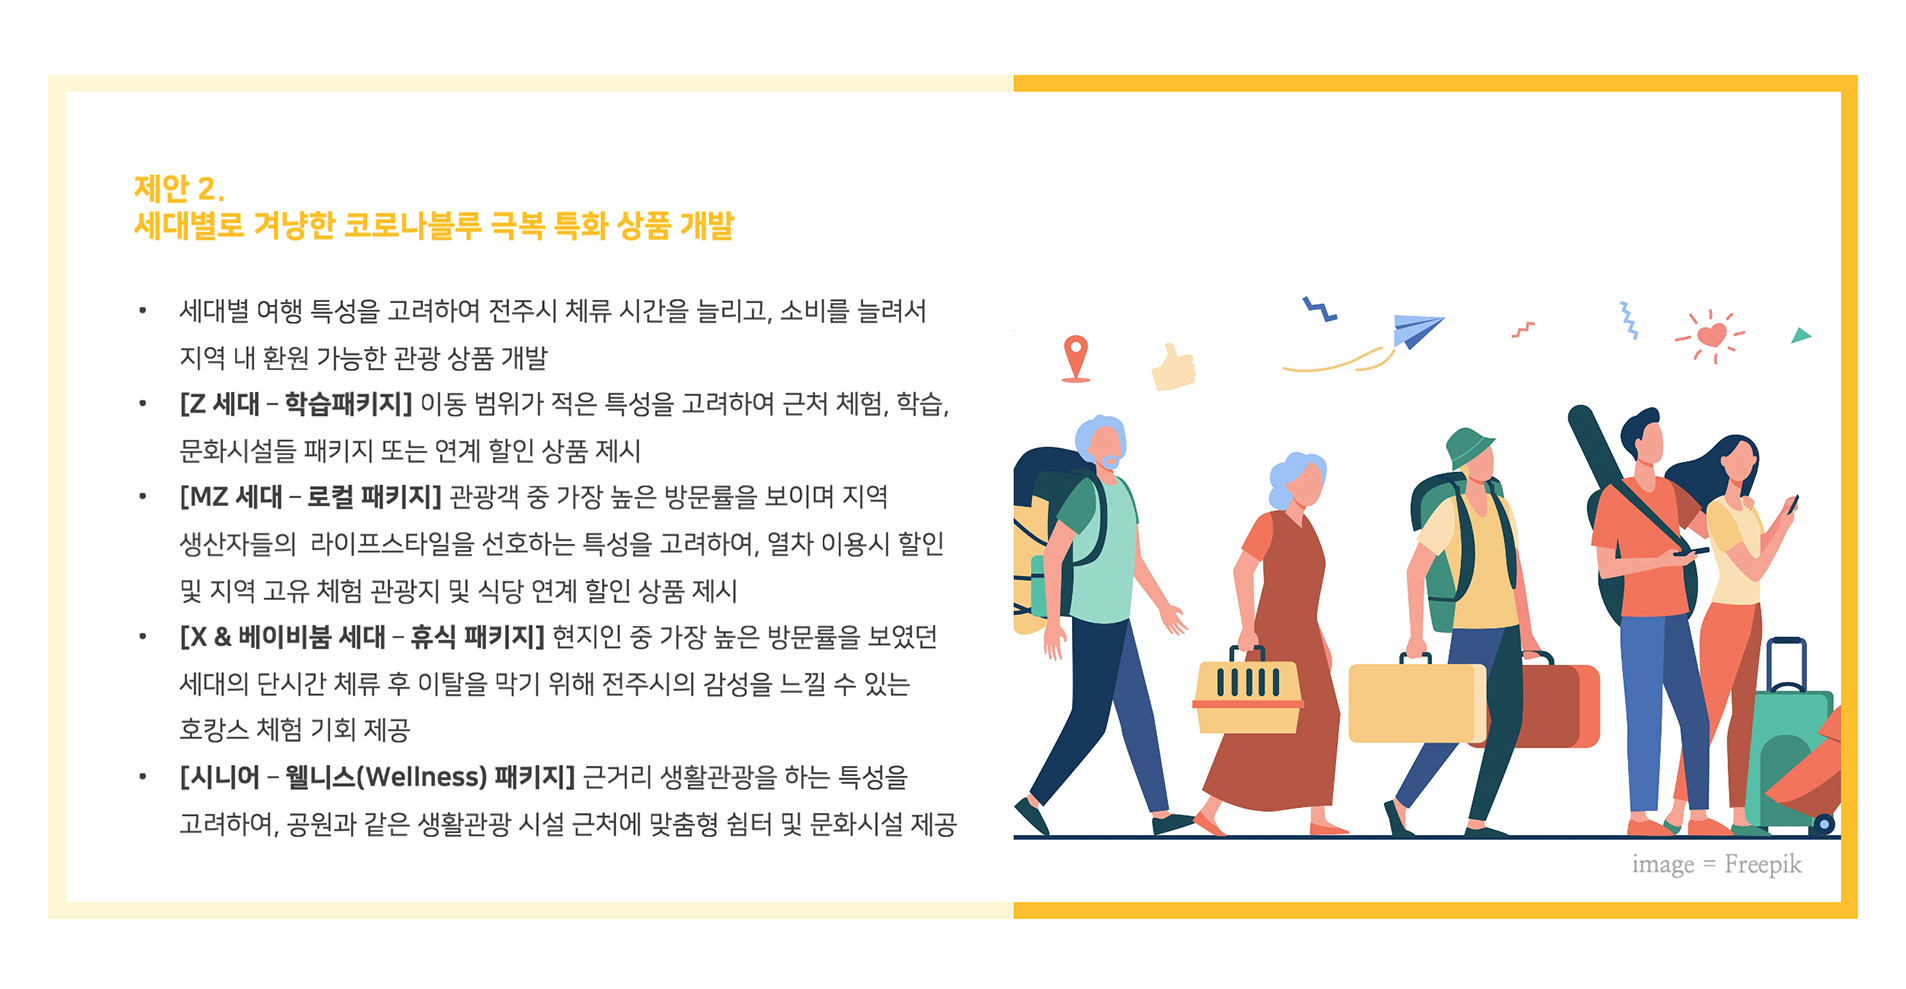 제안 2.
세대별로 겨냥한 코로나블루 극복 특화 상품 개발
• 세대별 여행 특성을 고려하여 전주시 체류 시간을 늘리고, 소비를 늘려서
지역 내 환원 가능한 관광 상품 개발
• [Z 세대 – 학습패키지] 이동 범위가 적은 특성을 고려하여 근처 체험, 학습,
문화시설들 패키지 또는 연계 할인 상품 제시
• [MZ 세대 – 로컬 패키지] 관광객 중 가장 높은 방문률을 보이며 지역
생산자들의 라이프스타일을 선호하는 특성을 고려하여, 열차 이용시 할인
및 지역 고유 체험 관광지 및 식당 연계 할인 상품 제시
• [X & 베이비붐 세대 – 휴식 패키지] 현지인 중 가장 높은 방문률을 보였던
세대의 단시간 체류 후 이탈을 막기 위해 전주시의 감성을 느낄 수 있는
호캉스 체험 기회 제공
• [시니어 – 웰니스(Wellness) 패키지] 근거리 생활관광을 하는 특성을
고려하여, 공원과 같은 생활관광 시설 근처에 맞춤형 쉼터 및 문화시설 제공
image = Freepik